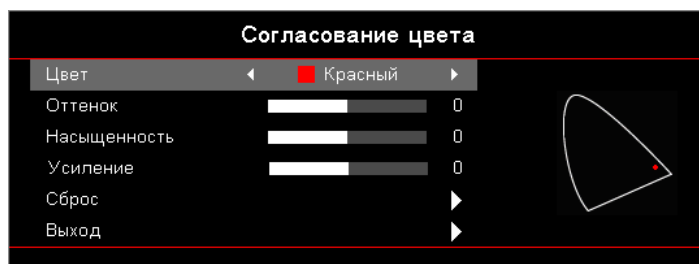 Согласование цвета
Цвет Красный
Оттенок 0
Насыщенность 0
Усиление 0
Сброс
Выход